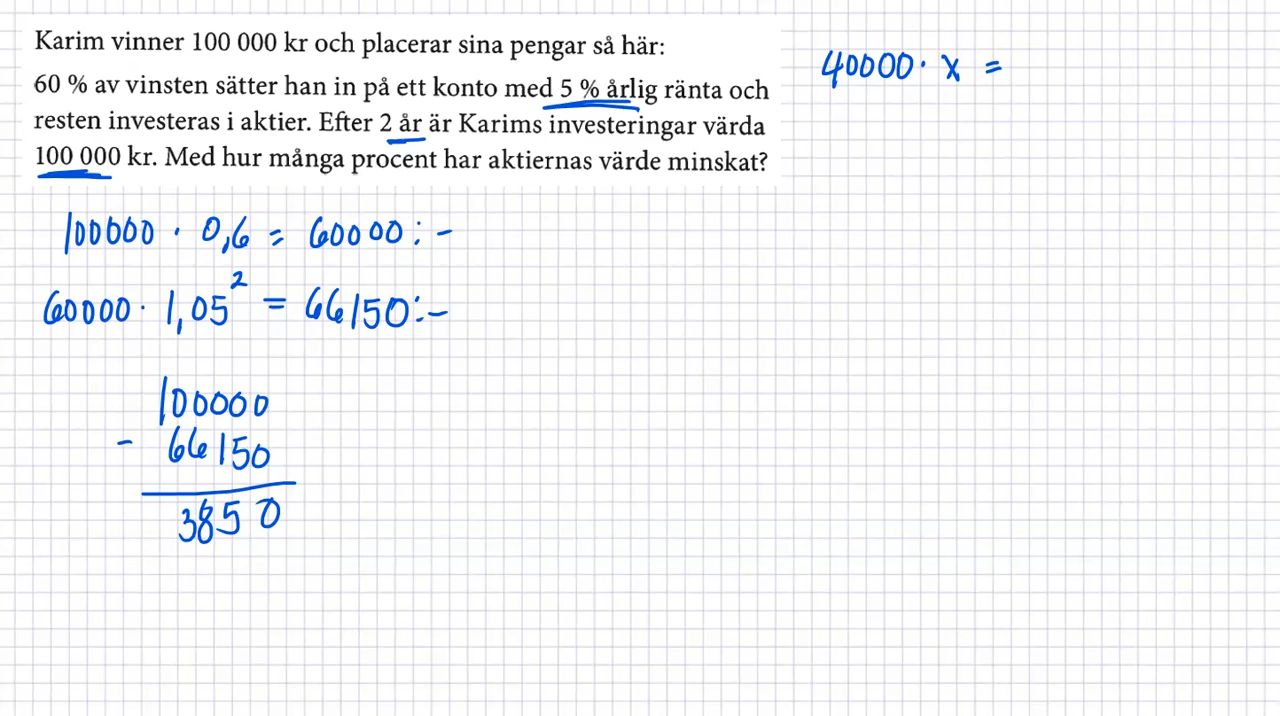 Karim vinner 100 000 kr och placerar sina pengar så här:
60 % av vinsten sätter han in på ett konto med 5 % årlig ränta och
resten investeras i aktier. Efter 2 år är Karims investeringar värda
100 000 kr. Med hur många procent har aktiernas värde minskat?
100000 · 0,6 = 60000:-
60000 · 1,05² = 66150:-
100000
- 66150
3850
40000 · x =